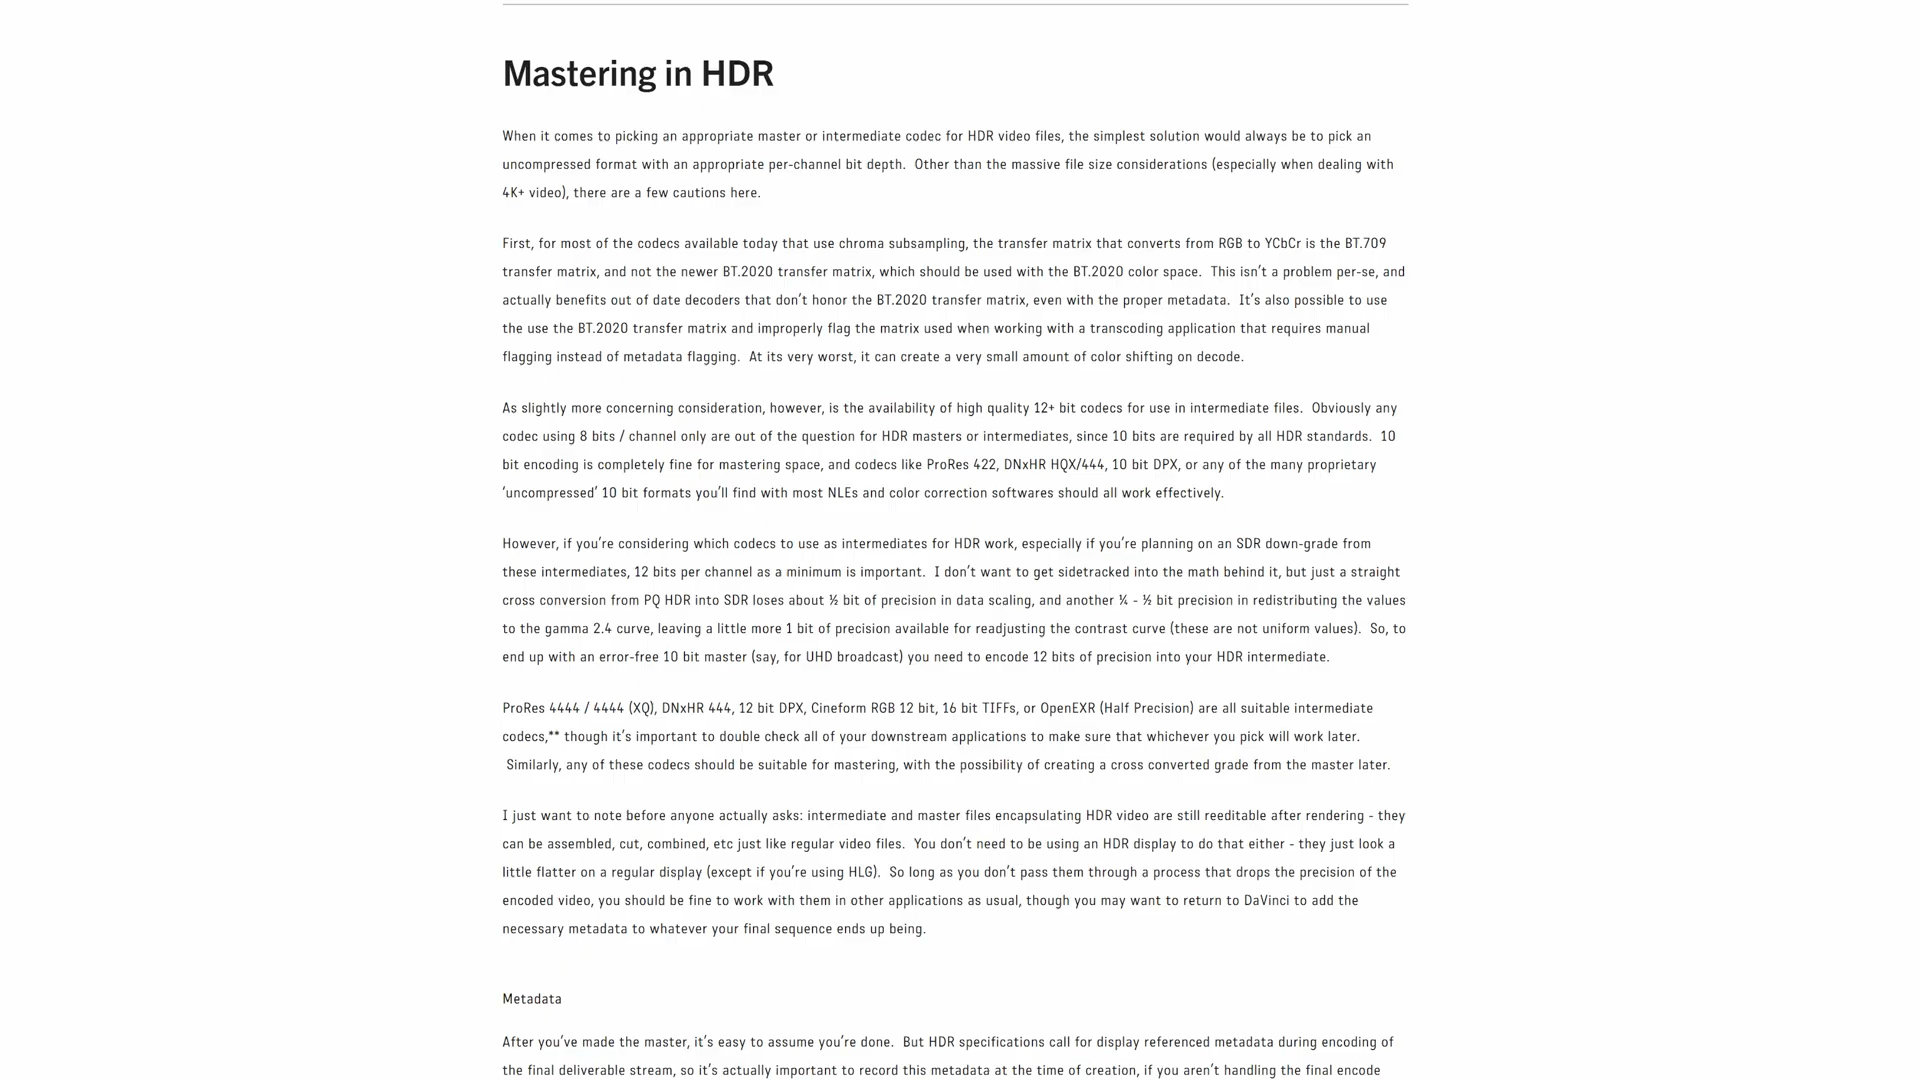 Mastering in HDR
When it comes to picking an appropriate master or intermediate codec for HDR video files, the simplest solution would always be to pick an
uncompressed format with an appropriate per-channel bit depth.  Other than the massive file size considerations (especially when dealing with
4K+ video), there are a few cautions here.
First, for most of the codecs available today that use chroma subsampling, the transfer matrix that converts from RGB to YCbCr is the BT.709
transfer matrix, and not the newer BT.2020 transfer matrix, which should be used with the BT.2020 color space.  This isn’t a problem per-se, and
actually benefits out of date decoders that don’t honor the BT.2020 transfer matrix, even with the proper metadata.  It’s also possible to use
the use the BT.2020 transfer matrix and improperly flag the matrix used when working with a transcoding application that requires manual
flagging instead of metadata flagging.  At its very worst, it can create a very small amount of color shifting on decode.
As slightly more concerning consideration, however, is the availability of high quality 12+ bit codecs for use in intermediate files.  Obviously any
codec using 8 bits / channel only are out of the question for HDR masters or intermediates, since 10 bits are required by all HDR standards.  10
bit encoding is completely fine for mastering space, and codecs like ProRes 422, DNxHR HQX/444, 10 bit DPX, or any of the many proprietary
‘uncompressed’ 10 bit formats you’ll find with most NLEs and color correction softwares should all work effectively.
However, if you’re considering which codecs to use as intermediates for HDR work, especially if you’re planning on an SDR down-grade from
these intermediates, 12 bits per channel as a minimum is important.  I don’t want to get sidetracked into the math behind it, but just a straight
cross conversion from PQ HDR into SDR loses about ½ bit of precision in data scaling, and another ¼ - ½ bit precision in redistributing the values
to the gamma 2.4 curve, leaving a little more 1 bit of precision available for readjusting the contrast curve (these are not uniform values).  So, to
end up with an error-free 10 bit master (say, for UHD broadcast) you need to encode 12 bits of precision into your HDR intermediate.
ProRes 4444 / 4444 (XQ), DNxHR 444, 12 bit DPX, Cineform RGB 12 bit, 16 bit TIFFs, or OpenEXR (Half Precision) are all suitable intermediate
codecs,** though it’s important to double check all of your downstream applications to make sure that whichever you pick will work later.
Similarly, any of these codecs should be suitable for mastering, with the possibility of creating a cross converted grade from the master later.
I just want to note before anyone actually asks: intermediate and master files encapsulating HDR video are still reeditable after rendering - they
can be assembled, cut, combined, etc just like regular video files.  You don’t need to be using an HDR display to do that either - they just look a
little flatter on a regular display (except if you’re using HLG).  So long as you don’t pass them through a process that drops the precision of the
encoded video, you should be fine to work with them in other applications as usual, though you may want to return to DaVinci to add the
necessary metadata to whatever your final sequence ends up being.
Metadata
After you’ve made the master, it’s easy to assume you’re done.  But HDR specifications call for display referenced metadata during encoding of
the final deliverable stream, so it’s actually important to record this metadata at the time of creation, if you aren’t handling the final encode